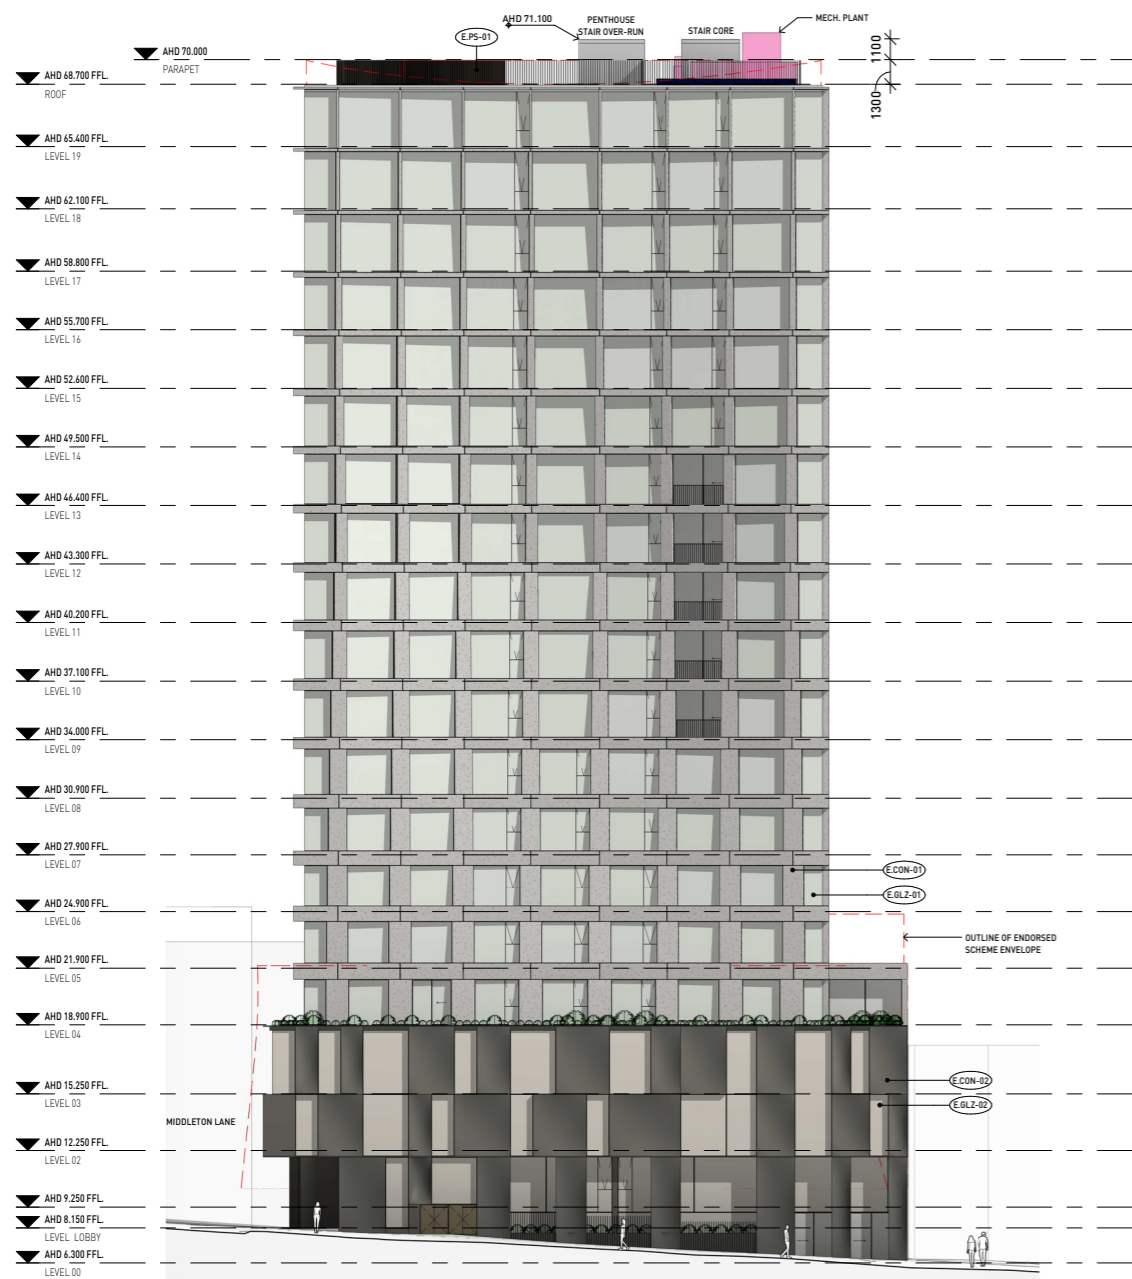 AHD 71.100
PENTHOUSE
STAIR OVER-RUN
STAIR CORE
MECH. PLANT
E.PS-01
1100
1300
AHD 70.000
PARAPET
AHD 68.700 FFL.
ROOF
AHD 65.400 FFL.
LEVEL 19
AHD 62.100 FFL.
LEVEL 18
AHD 58.800 FFL.
LEVEL 17
AHD 55.700 FFL.
LEVEL 16
AHD 52.600 FFL.
LEVEL 15
AHD 49.500 FFL.
LEVEL 14
AHD 46.400 FFL.
LEVEL 13
AHD 43.300 FFL.
LEVEL 12
AHD 40.200 FFL.
LEVEL 11
AHD 37.100 FFL.
LEVEL 10
AHD 34.000 FFL.
LEVEL 09
AHD 30.900 FFL.
LEVEL 08
AHD 27.900 FFL.
LEVEL 07
E.CON-01
E.GLZ-01
AHD 24.900 FFL.
LEVEL 06
OUTLINE OF ENDORSED
SCHEME ENVELOPE
AHD 21.900 FFL.
LEVEL 05
AHD 18.900 FFL.
LEVEL 04
E.CON-02
AHD 15.250 FFL.
LEVEL 03
E.GLZ-02
MIDDLETON LANE
AHD 12.250 FFL.
LEVEL 02
AHD 9.250 FFL.
AHD 8.150 FFL.
LEVEL LOBBY
AHD 6.300 FFL.
LEVEL 00